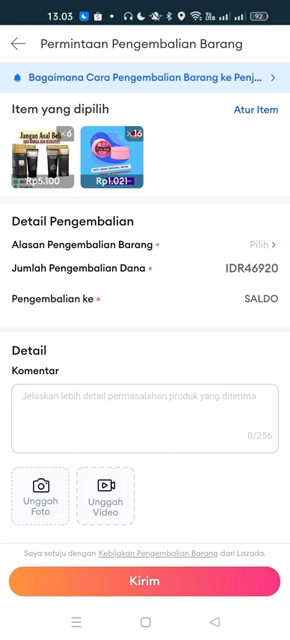 13.03
92
Permintaan Pengembalian Barang
Bagaimana Cara Pengembalian Barang ke Penj...
Item yang dipilih
Atur Item
Jangan Asal Beli
x6
x16
Rp5.100
Rp1.021
Detail Pengembalian
Alasan Pengembalian Barang *
Pilih >
Jumlah Pengembalian Dana *
IDR46920
Pengembalian ke *
SALDO
Detail
Komentar
Jelaskan lebih detail permasalahan produk yang diterima
0/256
Unggah Foto
Unggah Video
Saya setuju dengan Kebijakan Pengembalian Barang dari Lazada.
Kirim